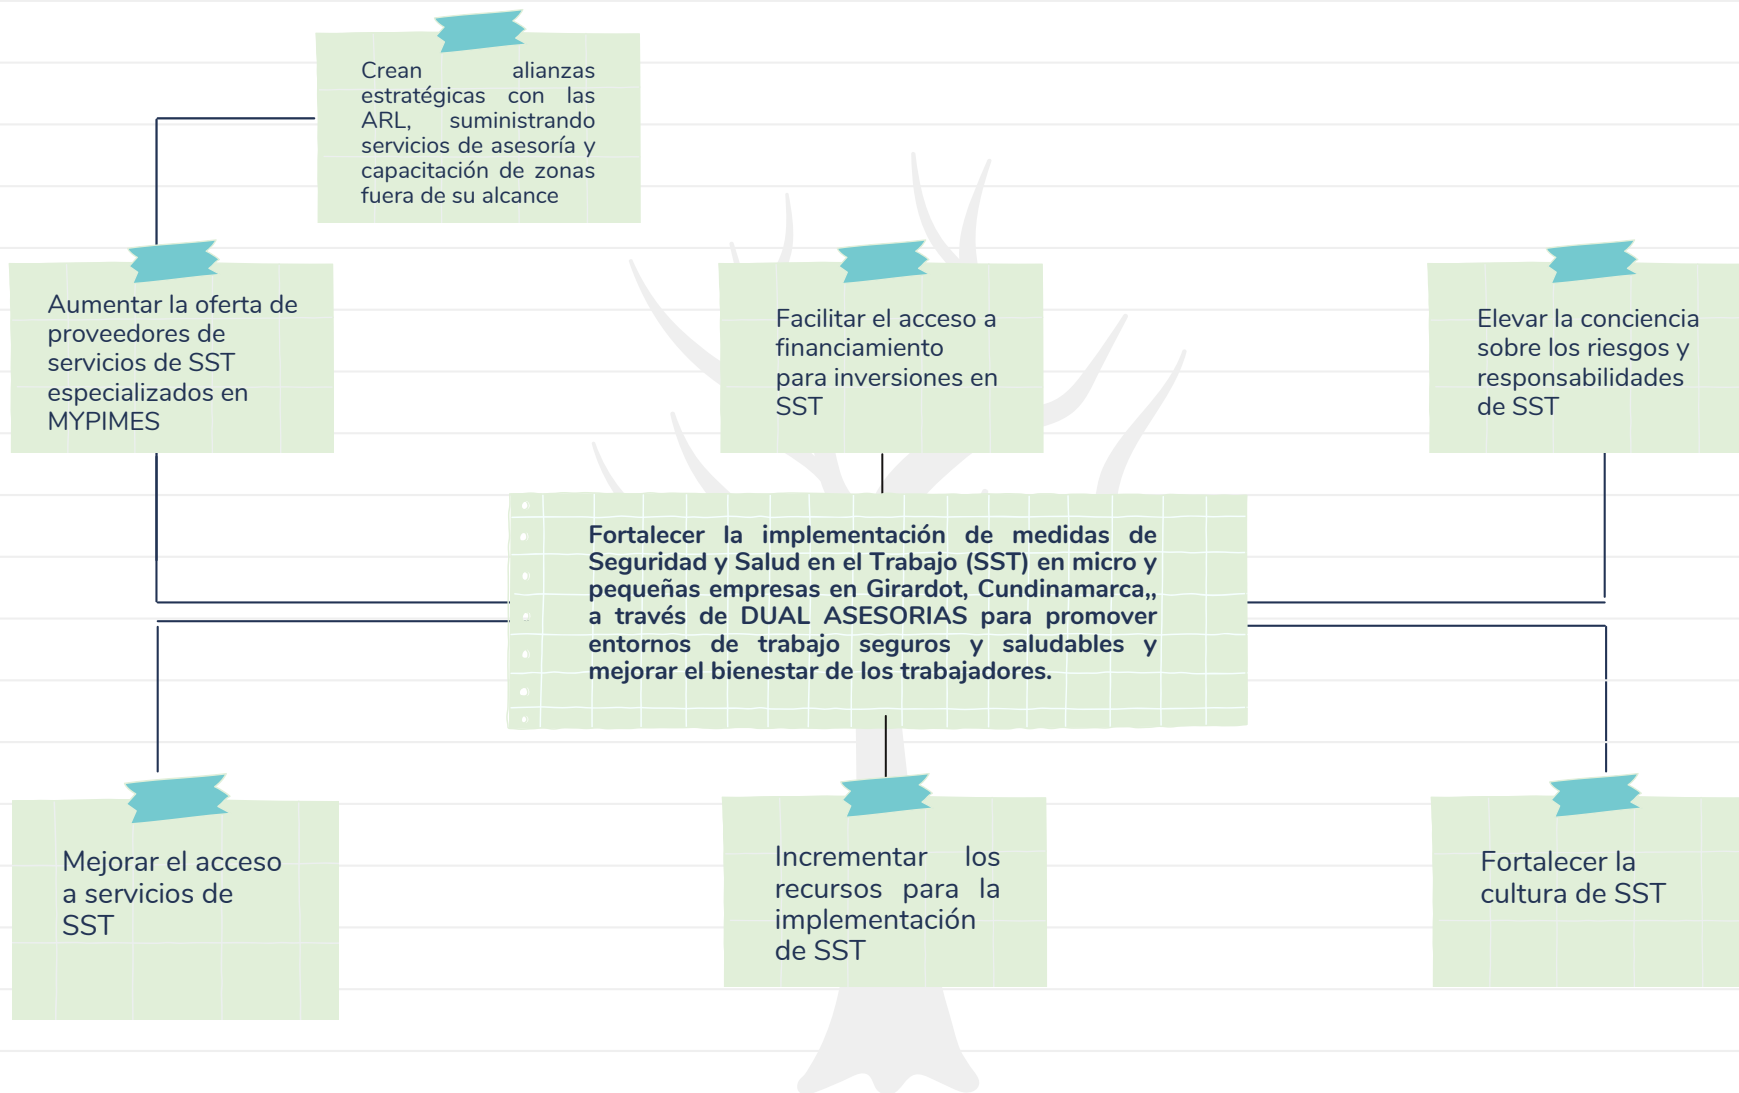 Crean alianzas
estratégicas con las
ARL, suministrando
servicios de asesoría y
capacitación de zonas
fuera de su alcance
Aumentar la oferta de
proveedores de
servicios de SST
especializados en
MYPIMES
Facilitar el acceso a
financiamiento
para inversiones en
SST
Elevar la conciencia
sobre los riesgos y
responsabilidades
de SST
Fortalecer la implementación de medidas de
Seguridad y Salud en el Trabajo (SST) en micro y
pequeñas empresas en Girardot, Cundinamarca,,
a través de DUAL ASESORIAS para promover
entornos de trabajo seguros y saludables y
mejorar el bienestar de los trabajadores.
Mejorar el acceso
a servicios de
SST
Incrementar los
recursos para la
implementación
de SST
Fortalecer la
cultura de SST